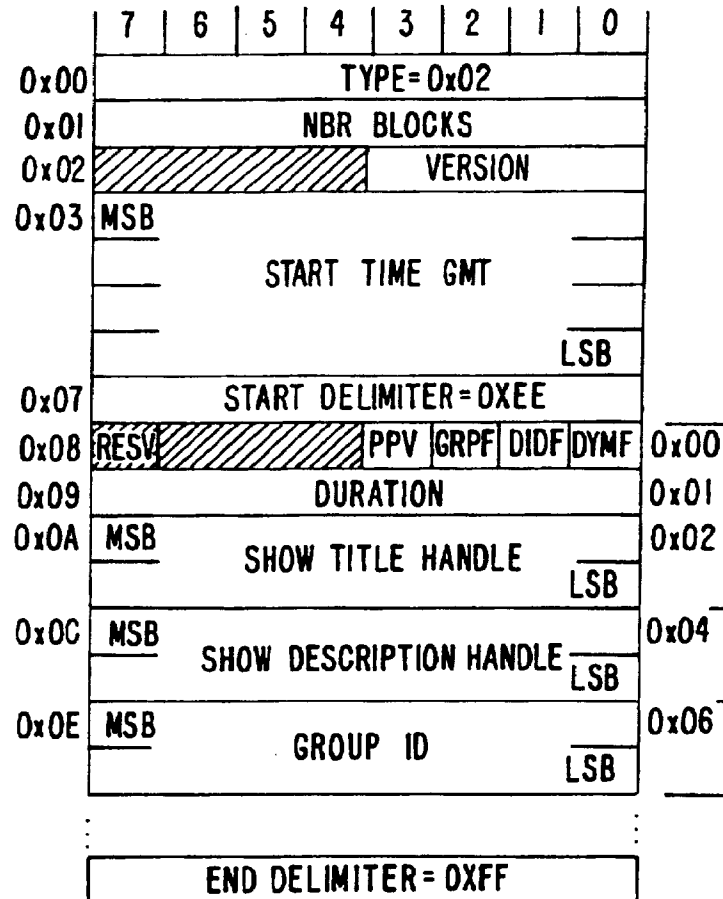 7 6 5 4 3 2 1 0
0x00 TYPE=0x02
0x01 NBR BLOCKS
0x02 VERSION
0x03 MSB
START TIME GMT
LSB
0x07 START DELIMITER=0XEE
0x08 RESV PPV GRPF DIDF DYMF 0x00
0x09 DURATION 0x01
0x0A MSB 0x02
SHOW TITLE HANDLE
LSB
0x0C MSB 0x04
SHOW DESCRIPTION HANDLE
LSB
0x0E MSB 0x06
GROUP ID
LSB
END DELIMITER=0XFF